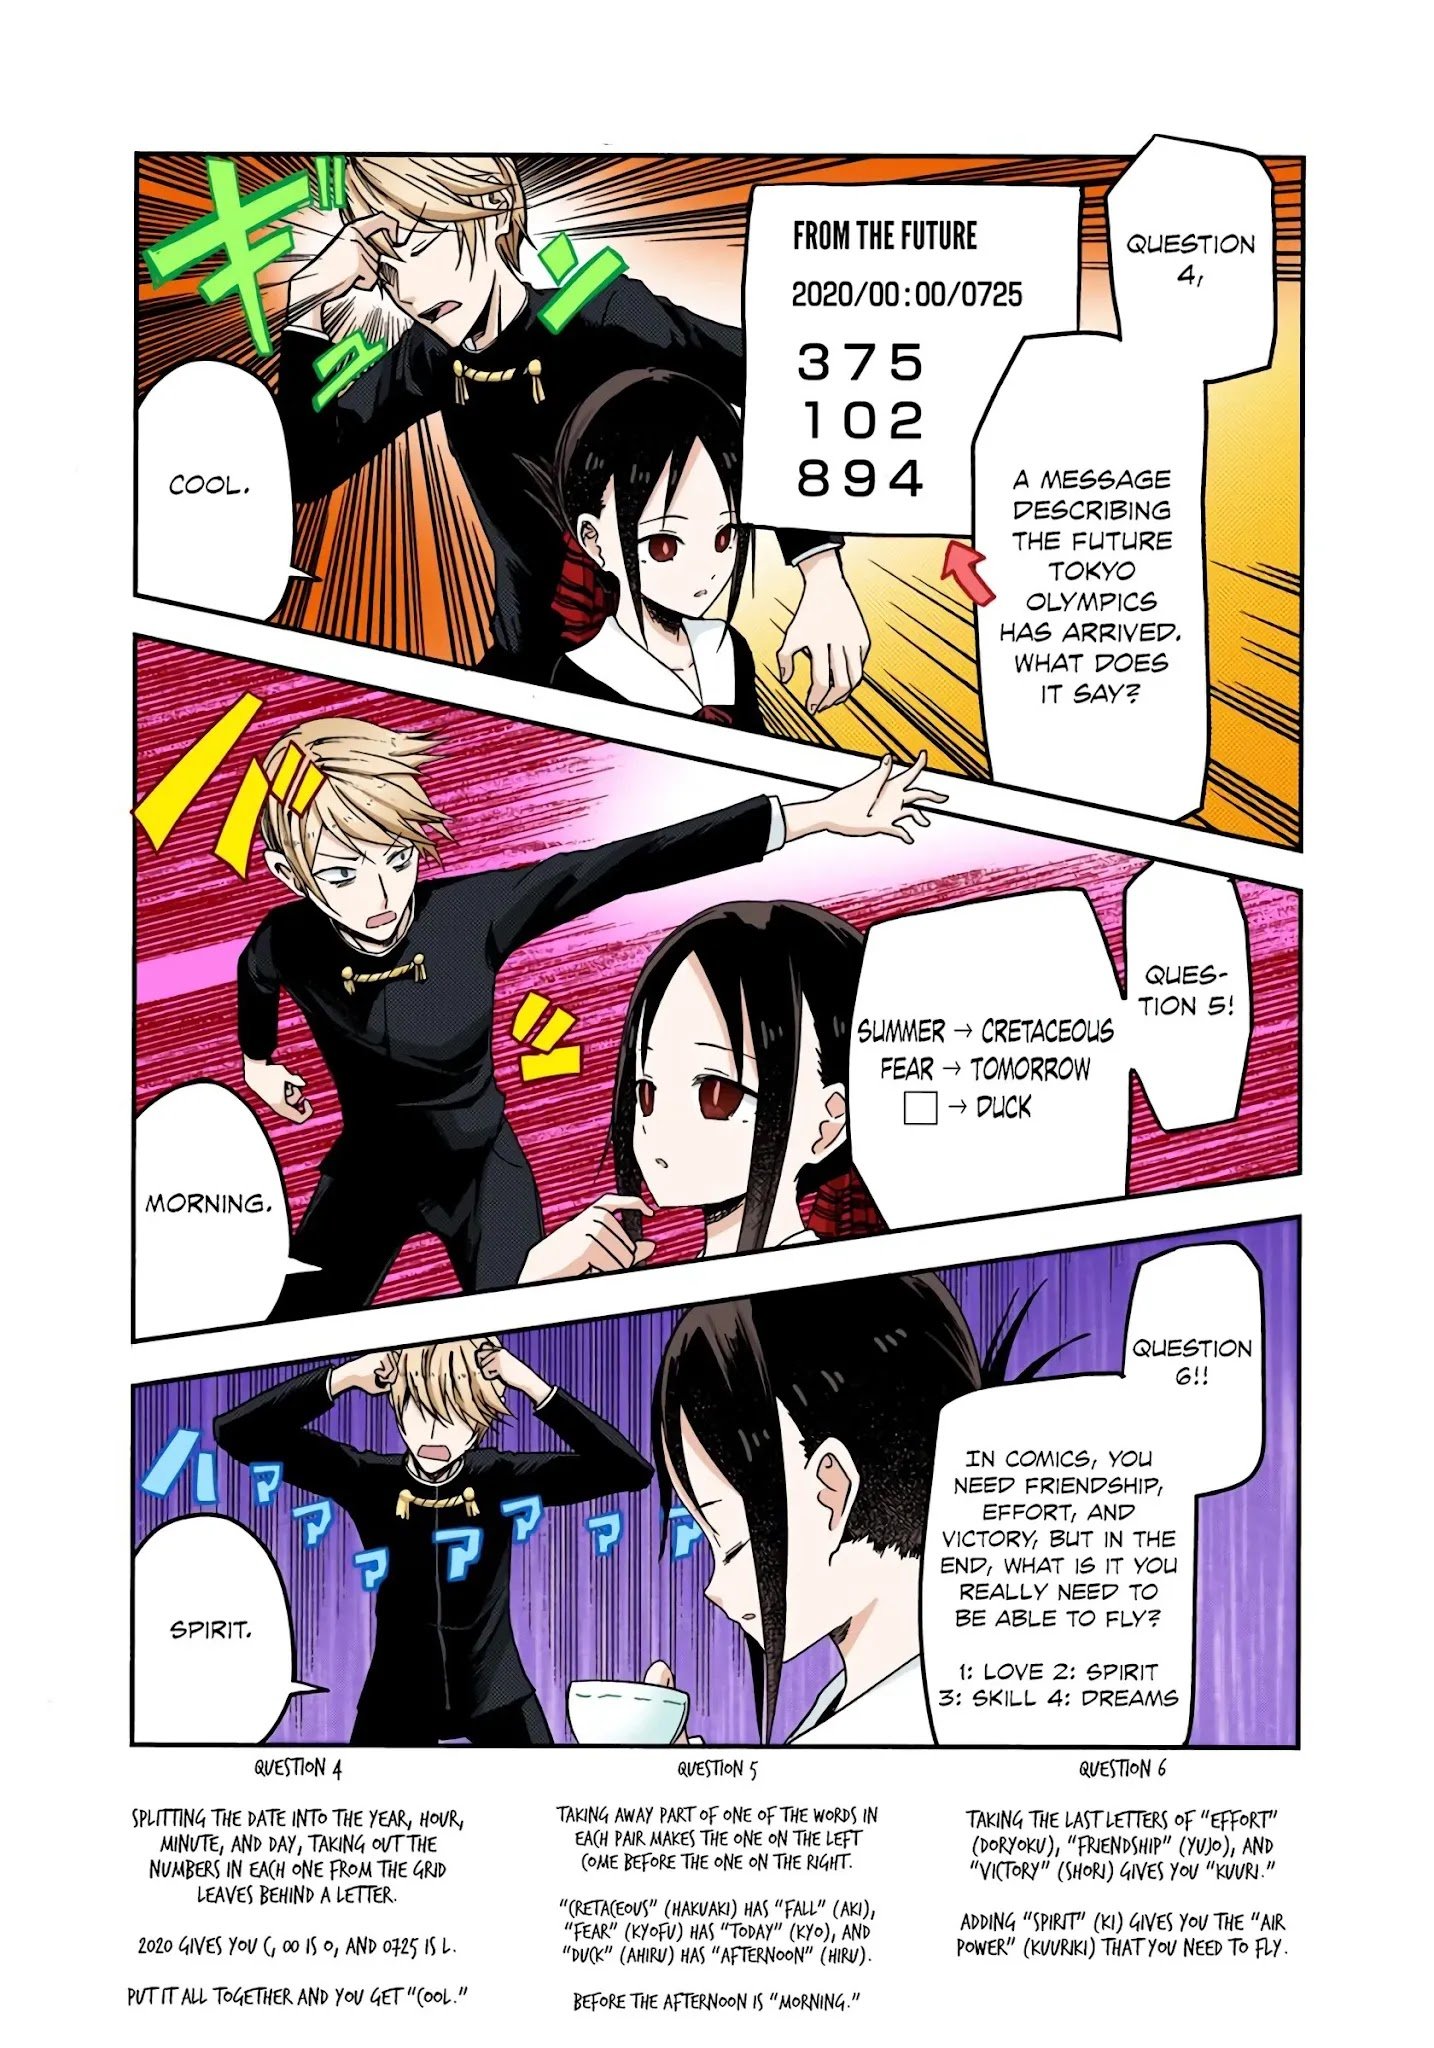 QUESTION
4,
A MESSAGE
DESCRIBING
THE FUTURE
TOKYO
OLYMPICS
HAS ARRIVED.
WHAT DOES
IT SAY?
FROM THE FUTURE
2020/00:00/0725
3 7 5
1 0 2
8 9 4
ギュン
COOL.
QUES-
TION 5!
SUMMER → CRETACEOUS
FEAR → TOMORROW
□ → DUCK
バッ
MORNING.
QUESTION
6!!
IN COMICS, YOU
NEED FRIENDSHIP,
EFFORT, AND
VICTORY, BUT IN THE
END, WHAT IS IT YOU
REALLY NEED TO
BE ABLE TO FLY?
1: LOVE 2: SPIRIT
3: SKILL 4: DREAMS
ハァァァァァァァ
SPIRIT.
QUESTION 4
SPLITTING THE DATE INTO THE YEAR, HOUR,
MINUTE, AND DAY, TAKING OUT THE
NUMBERS IN EACH ONE FROM THE GRID
LEAVES BEHIND A LETTER.
2020 GIVES YOU C, 00 IS O, AND 0725 IS L.
PUT IT ALL TOGETHER AND YOU GET "COOL."
QUESTION 5
TAKING AWAY PART OF ONE OF THE WORDS IN
EACH PAIR MAKES THE ONE ON THE LEFT
COME BEFORE THE ONE ON THE RIGHT.
"CRETACEOUS" (HAKUAKI) HAS "FALL" (AKI),
"FEAR" (KYOFU) HAS "TODAY" (KYO), AND
"DUCK" (AHIRU) HAS "AFTERNOON" (HIRU).
BEFORE THE AFTERNOON IS "MORNING."
QUESTION 6
TAKING THE LAST LETTERS OF "EFFORT"
(DORYOKU), "FRIENDSHIP" (YUJO), AND
"VICTORY" (SHORI) GIVES YOU "KUURI."
ADDING "SPIRIT" (KI) GIVES YOU THE "AIR
POWER" (KUURIKI) THAT YOU NEED TO FLY.